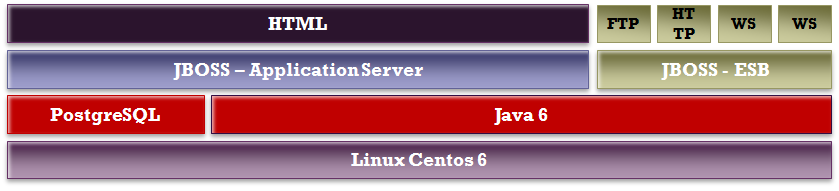 HTML
FTP
HT
TP
WS
WS
JBOSS – Application Server
JBOSS - ESB
PostgreSQL
Java 6
Linux Centos 6